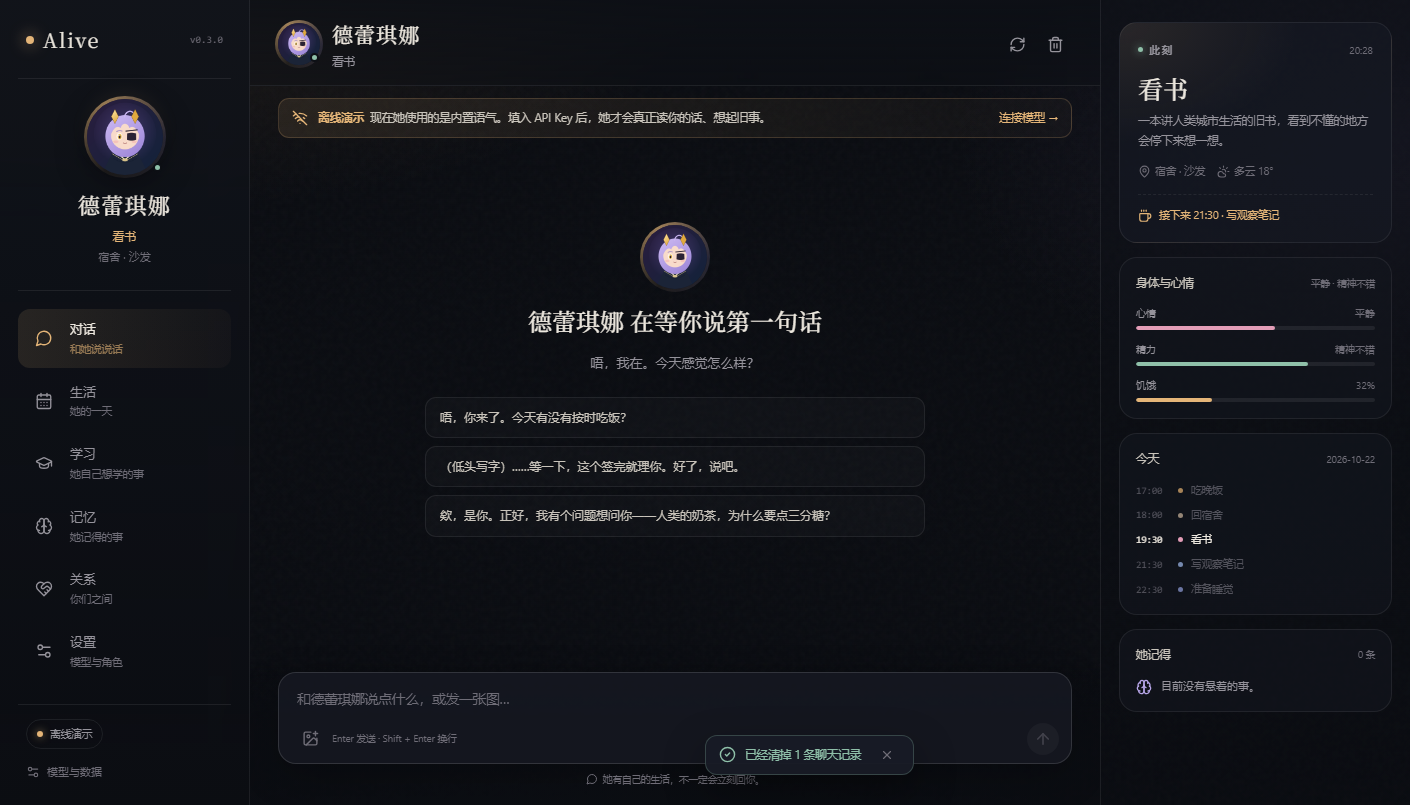 Alive
v0.3.0
德蕾琪娜
看书
宿舍 · 沙发
对话
和她说说话
生活
她的一天
学习
她自己想学的事
记忆
她记得的事
关系
你们之间
设置
模型与角色
离线演示
模型与数据
德蕾琪娜
看书
离线演示 现在她使用的是内置语气。填入 API Key 后，她才会真正读你的话、想起旧事。
连接模型 →
德蕾琪娜 在等你说第一句话
唔，我在。今天感觉怎么样？
唔，你来了。今天有没有按时吃饭？
（低头写字）……等一下，这个签完就理你。好了，说吧。
欸，是你。正好，我有个问题想问你——人类的奶茶，为什么要点三分糖？
和德蕾琪娜说点什么，或发一张图…
Enter 发送 · Shift + Enter 换行
已经清掉 1 条聊天记录
她有自己的生活，不一定会立刻回你。
此刻
20:28
看书
一本讲人类城市生活的旧书，看到不懂的地方
会停下来想一想。
宿舍 · 沙发 多云 18°
接下来 21:30 · 写观察笔记
身体与心情
平静 · 精神不错
心情
平静
精力
精神不错
饥饿
32%
今天
2026-10-22
17:00 吃晚饭
18:00 回宿舍
19:30 看书
21:30 写观察笔记
22:30 准备睡觉
她记得
0 条
目前没有悬着的事。